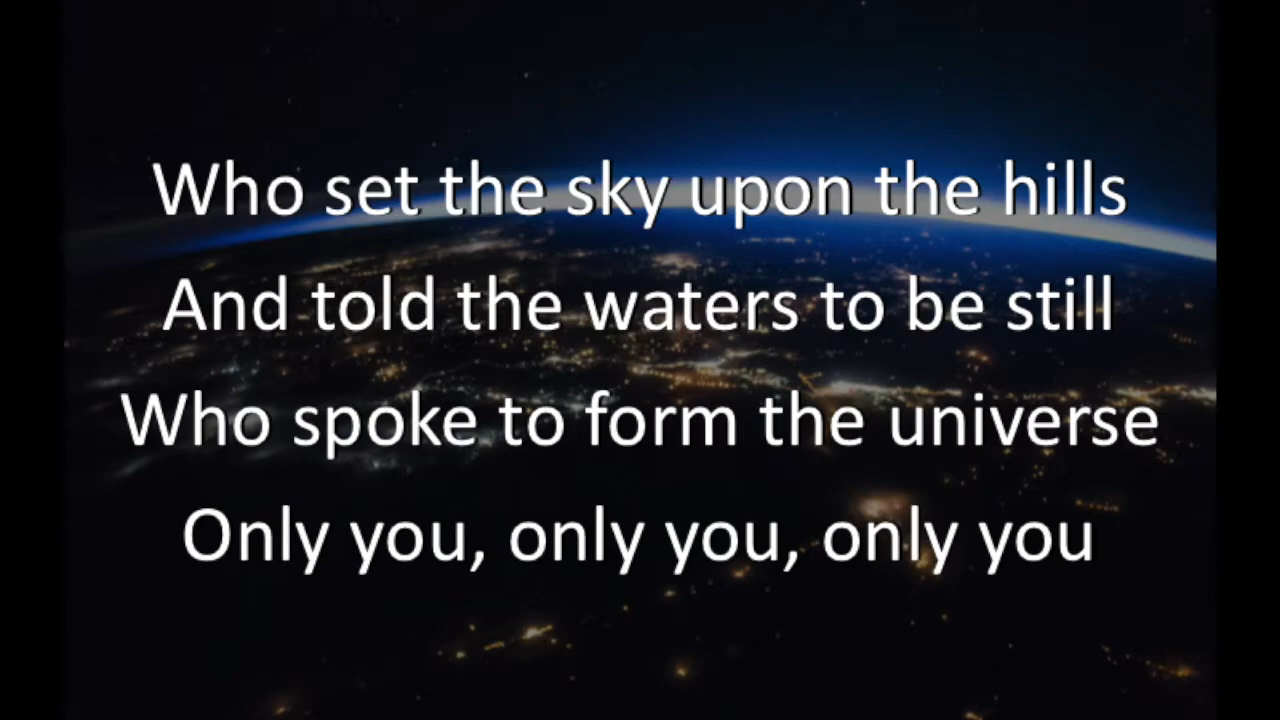 Who set the sky upon the hills
And told the waters to be still
Who spoke to form the universe
Only you, only you, only you